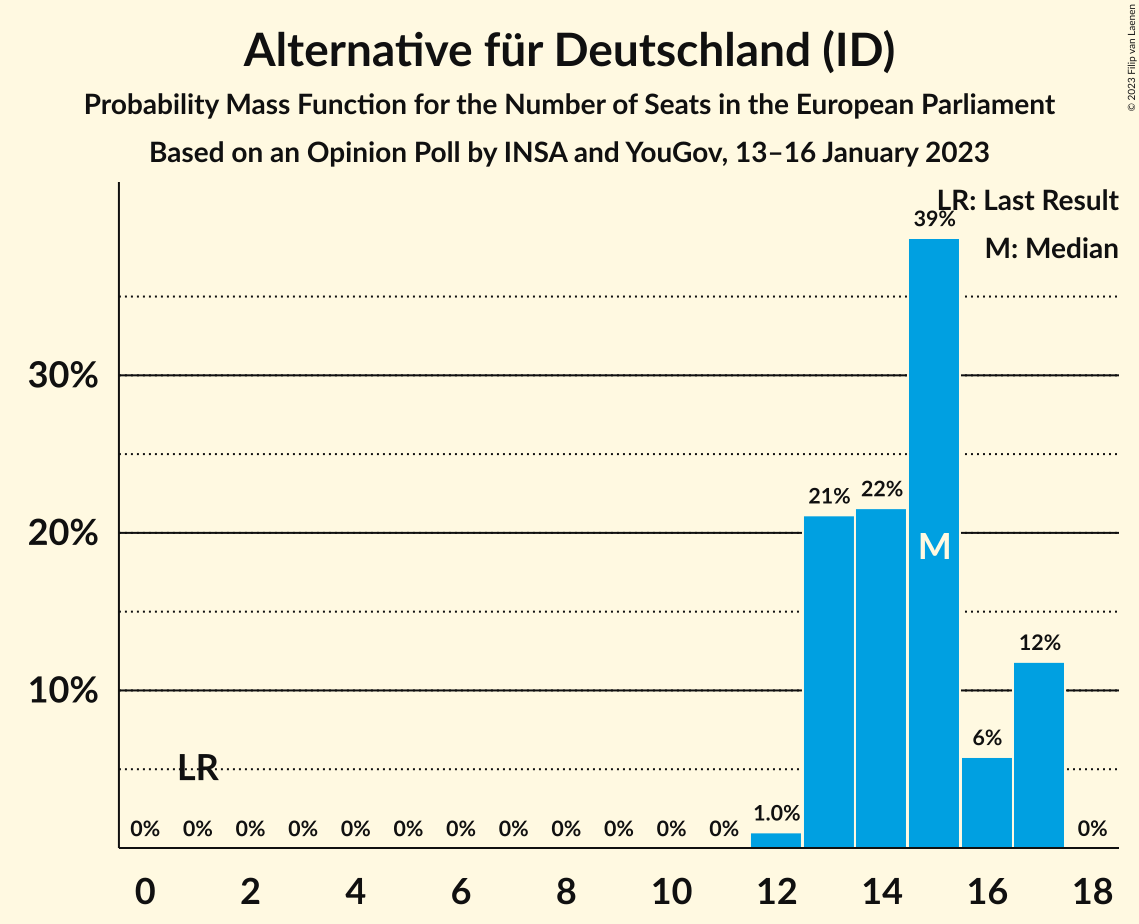 Alternative für Deutschland (ID)
Probability Mass Function for the Number of Seats in the European Parliament
Based on an Opinion Poll by INSA and YouGov, 13–16 January 2023
© 2023 Filip van Laenen
LR: Last Result
M: Median
39%
30%
21%
22%
20%
M
12%
10%
6%
LR
1.0%
0% 0% 0% 0% 0% 0% 0% 0% 0% 0% 0% 0% 0%
0 2 4 6 8 10 12 14 16 18